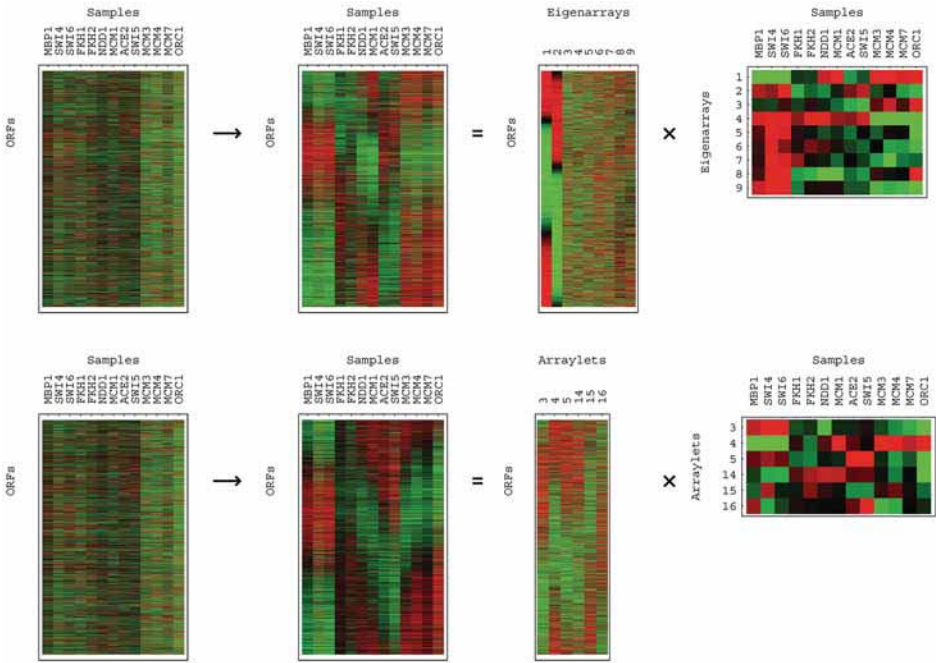 Samples
MBP1
SWI4
SWI6
FKH1
FKH2
NDD1
MCM1
ACE2
SWI5
MCM3
MCM4
MCM7
ORC1
ORFs
→
Samples
MBP1
SWI4
SWI6
FKH1
FKH2
NDD1
MCM1
ACE2
SWI5
MCM3
MCM4
MCM7
ORC1
ORFs
=
Eigenarrays
1
2
3
4
5
6
7
8
9
ORFs
×
Samples
MBP1
SWI4
SWI6
FKH1
FKH2
NDD1
MCM1
ACE2
SWI5
MCM3
MCM4
MCM7
ORC1
Eigenarrays
1
2
3
4
5
6
7
8
9
Samples
MBP1
SWI4
SWI6
FKH1
FKH2
NDD1
MCM1
ACE2
SWI5
MCM3
MCM4
MCM7
ORC1
ORFs
→
Samples
MBP1
SWI4
SWI6
FKH1
FKH2
NDD1
MCM1
ACE2
SWI5
MCM3
MCM4
MCM7
ORC1
ORFs
=
Arraylets
3
4
5
14
15
16
ORFs
×
Samples
MBP1
SWI4
SWI6
FKH1
FKH2
NDD1
MCM1
ACE2
SWI5
MCM3
MCM4
MCM7
ORC1
Arraylets
3
4
5
14
15
16